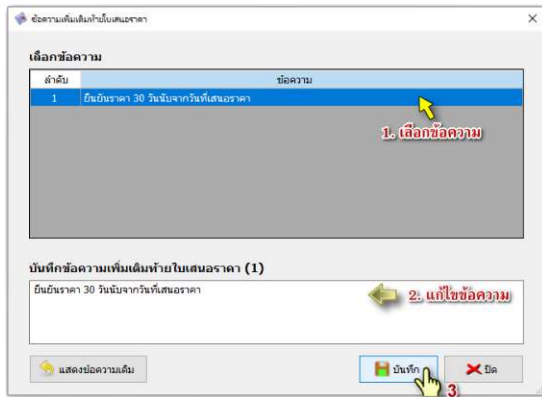 ข้อความเพิ่มเติมท้ายใบเสนอราคา
เลือกข้อความ
ลำดับ ข้อความ
1 ยืนยันราคา 30 วันนับจากวันที่เสนอราคา
1. เลือกข้อความ
บันทึกข้อความเพิ่มเติมท้ายใบเสนอราคา (1)
ยืนยันราคา 30 วันนับจากวันที่เสนอราคา
2. แก้ไขข้อความ
แสดงข้อความเดิม บันทึก ปิด
3